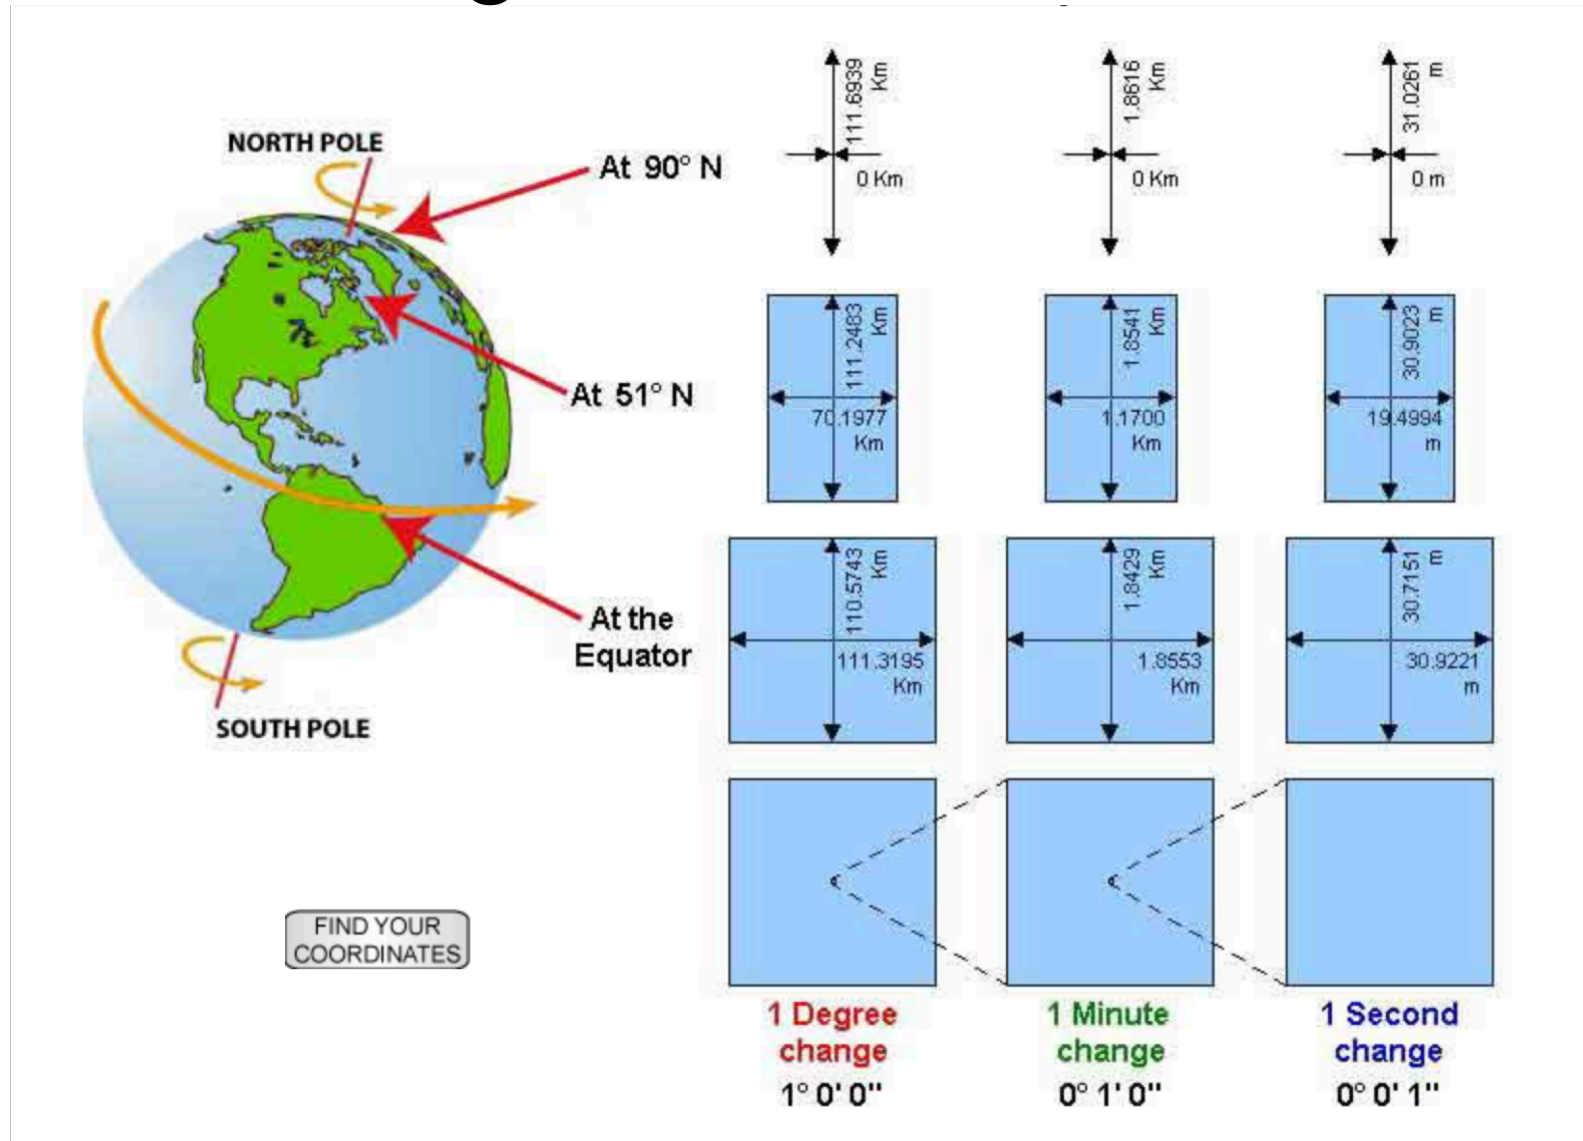 NORTH POLE
At 90° N
111.6939
Km
0 Km
1.8616
Km
0 Km
31.0261
m
0 m
At 51° N
111.2483
Km
70.1977
Km
1.8541
Km
1.1700
Km
30.9023
m
19.4994
m
At the
Equator
110.5743
Km
111.3195
Km
1.8429
Km
1.8553
Km
30.7151
m
30.9221
m
SOUTH POLE
FIND YOUR
COORDINATES
1 Degree
change
1° 0' 0"
1 Minute
change
0° 1' 0"
1 Second
change
0° 0' 1"